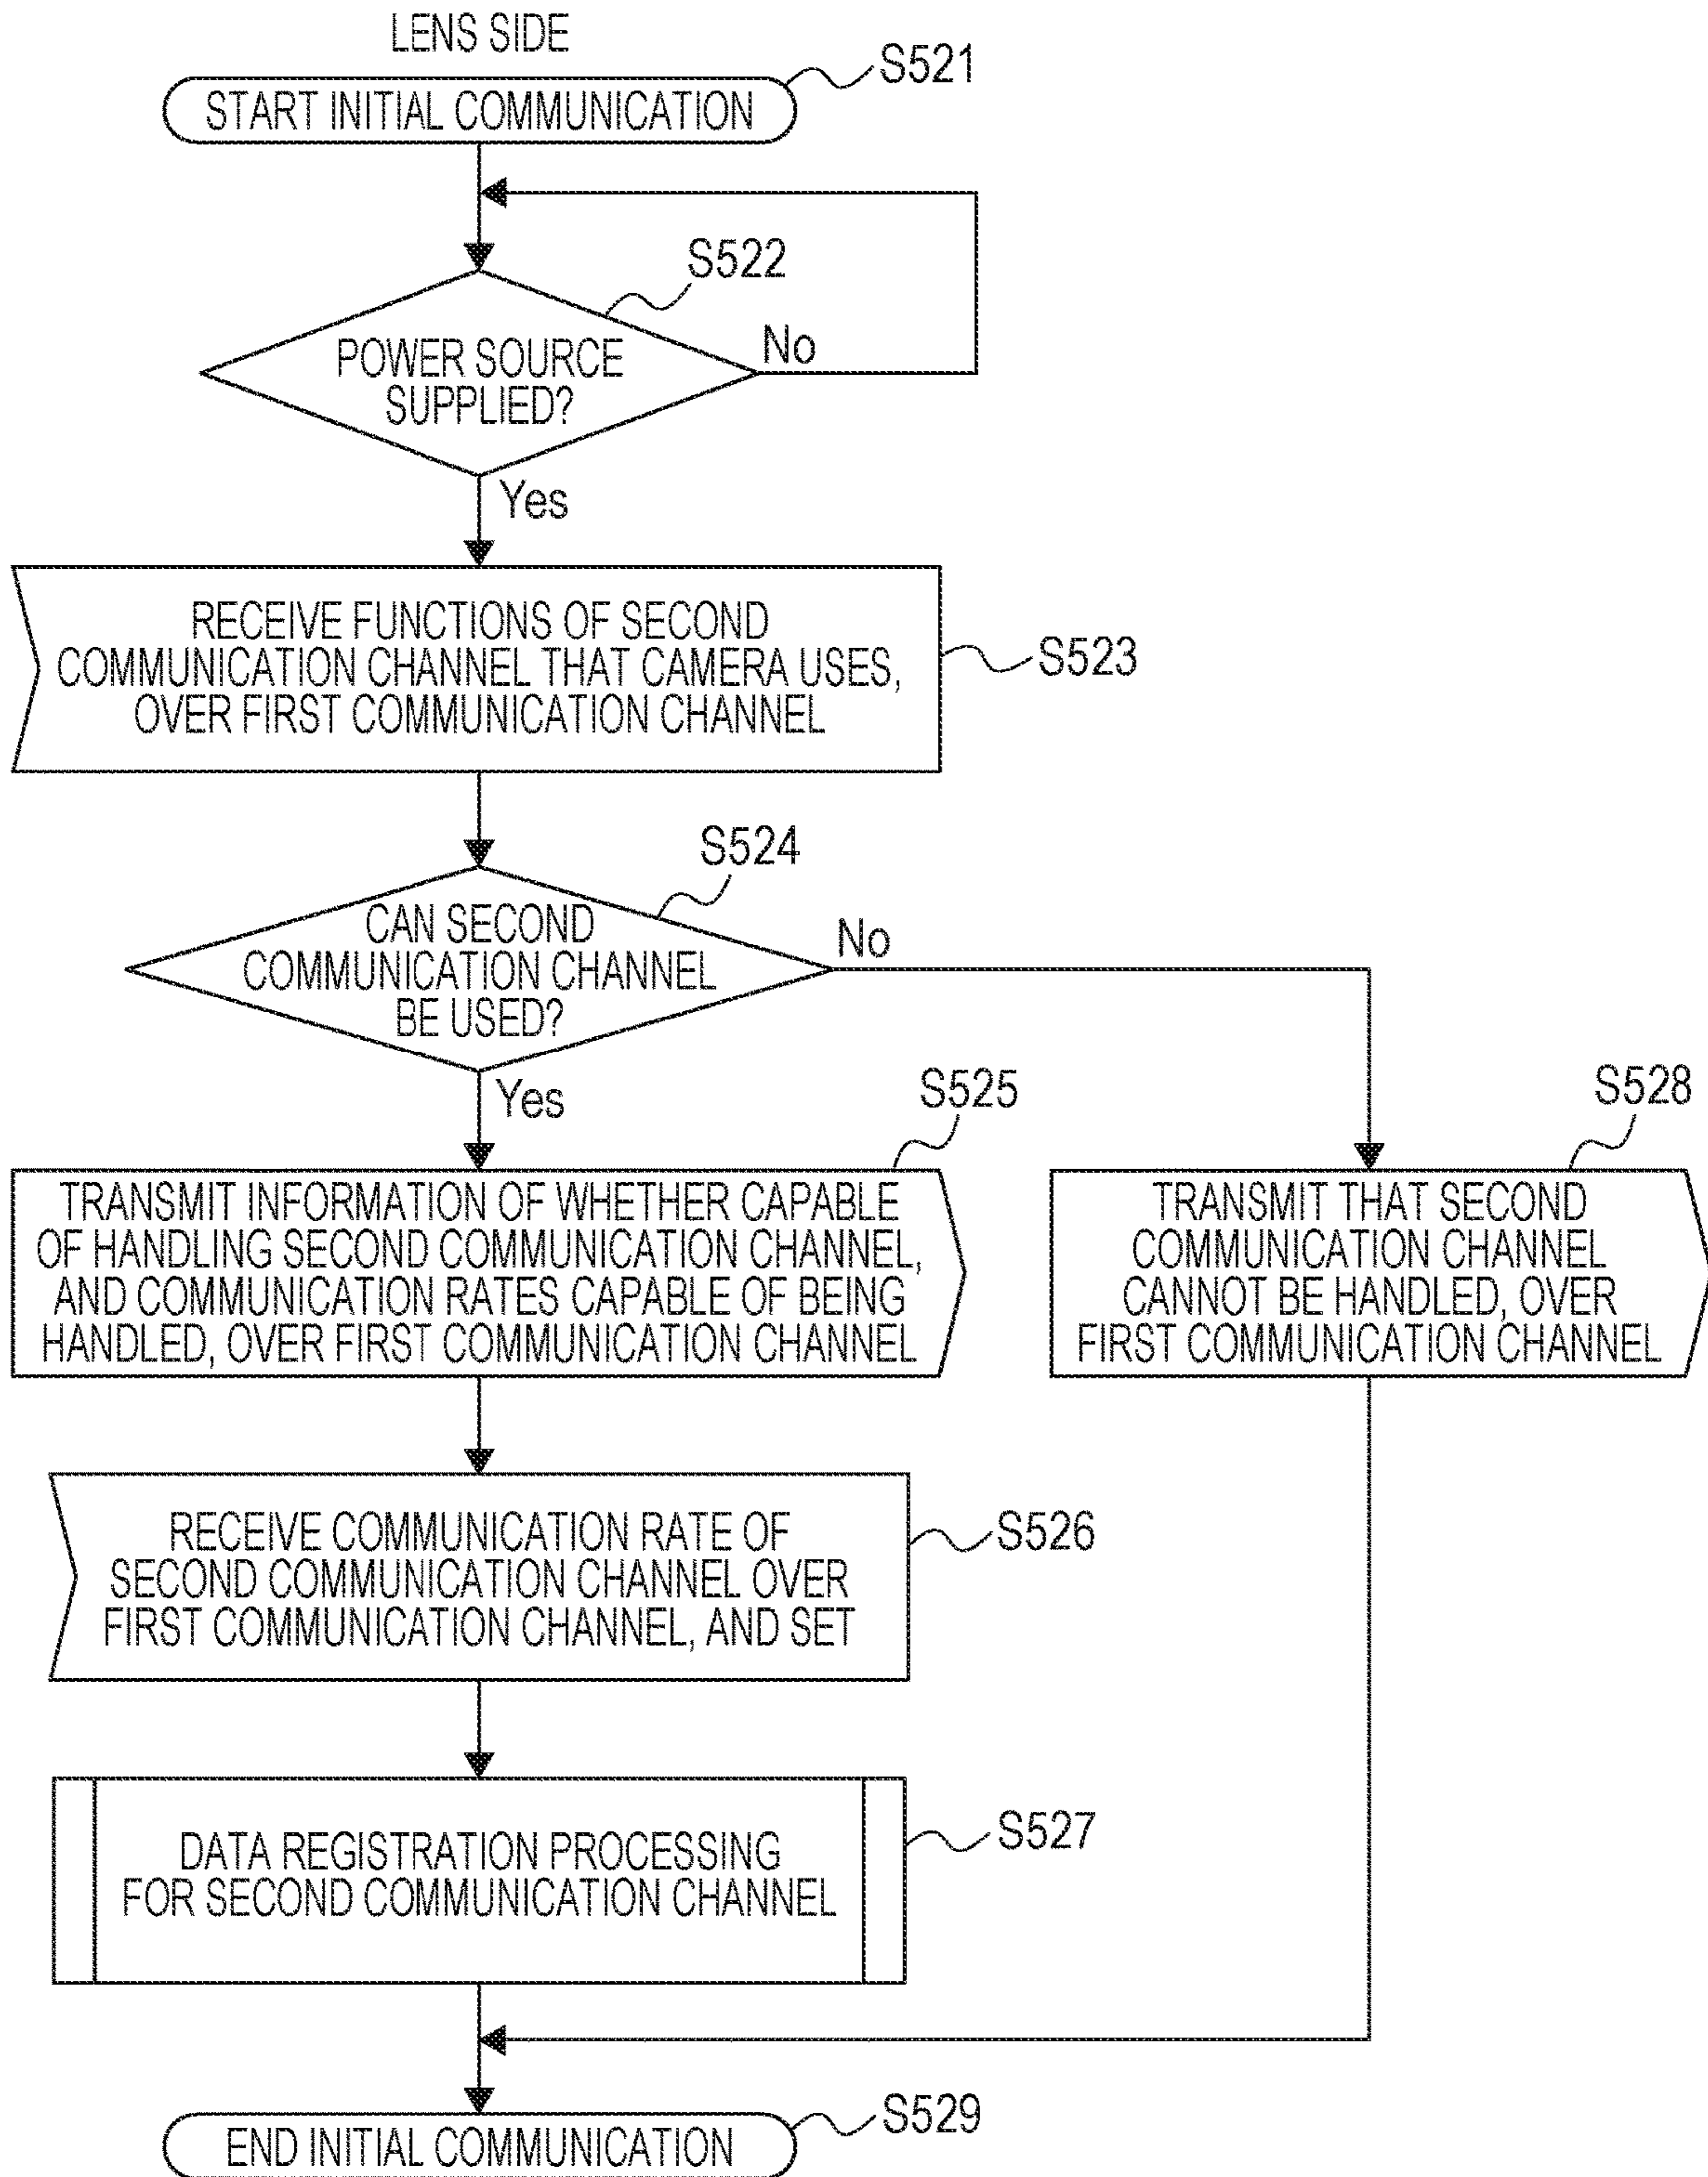 LENS SIDE
S521
START INITIAL COMMUNICATION
S522
POWER SOURCE
SUPPLIED?
No
Yes
RECEIVE FUNCTIONS OF SECOND
COMMUNICATION CHANNEL THAT CAMERA USES,
OVER FIRST COMMUNICATION CHANNEL
S523
S524
CAN SECOND
COMMUNICATION CHANNEL
BE USED?
No
Yes
S525
TRANSMIT INFORMATION OF WHETHER CAPABLE
OF HANDLING SECOND COMMUNICATION CHANNEL,
AND COMMUNICATION RATES CAPABLE OF BEING
HANDLED, OVER FIRST COMMUNICATION CHANNEL
S528
TRANSMIT THAT SECOND
COMMUNICATION CHANNEL
CANNOT BE HANDLED, OVER
FIRST COMMUNICATION CHANNEL
RECEIVE COMMUNICATION RATE OF
SECOND COMMUNICATION CHANNEL OVER
FIRST COMMUNICATION CHANNEL, AND SET
S526
DATA REGISTRATION PROCESSING
FOR SECOND COMMUNICATION CHANNEL
S527
END INITIAL COMMUNICATION
S529